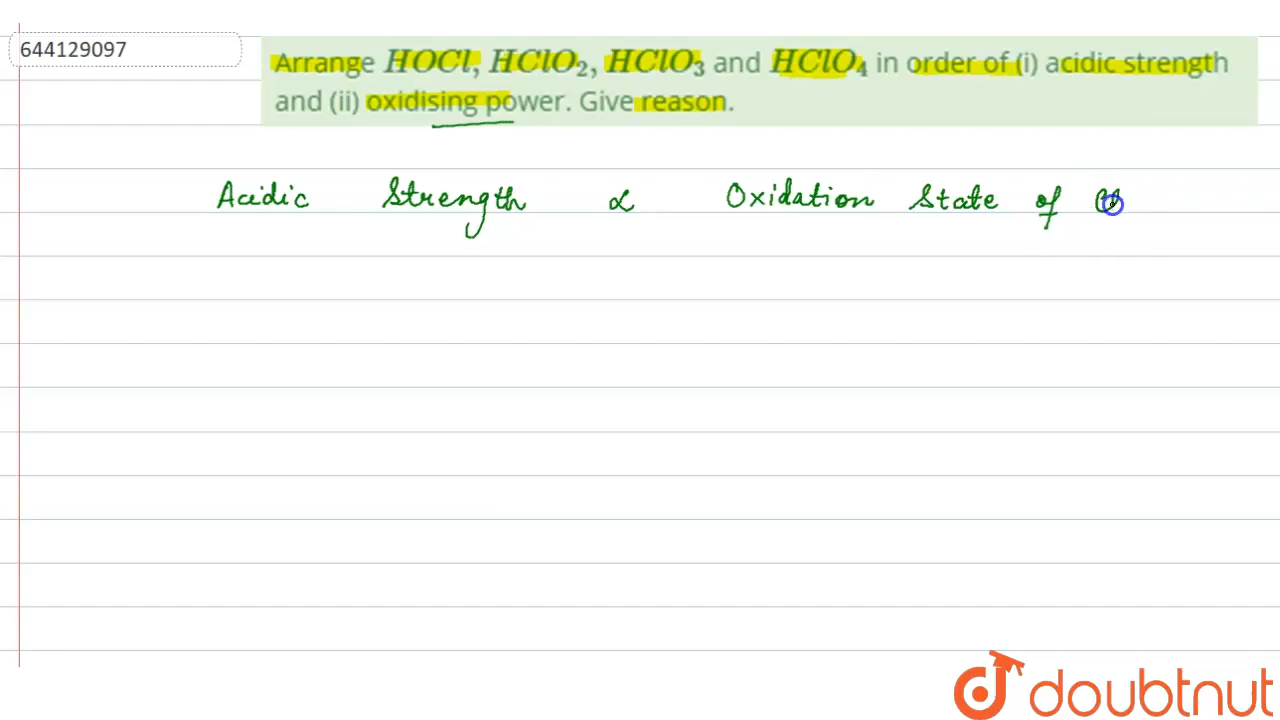 644129097
Arrange HOCl, HClO₂, HClO₃ and HClO₄ in order of (i) acidic strength
and (ii) oxidising power. Give reason.
Acidic Strength ∝ Oxidation State of
doubtnut